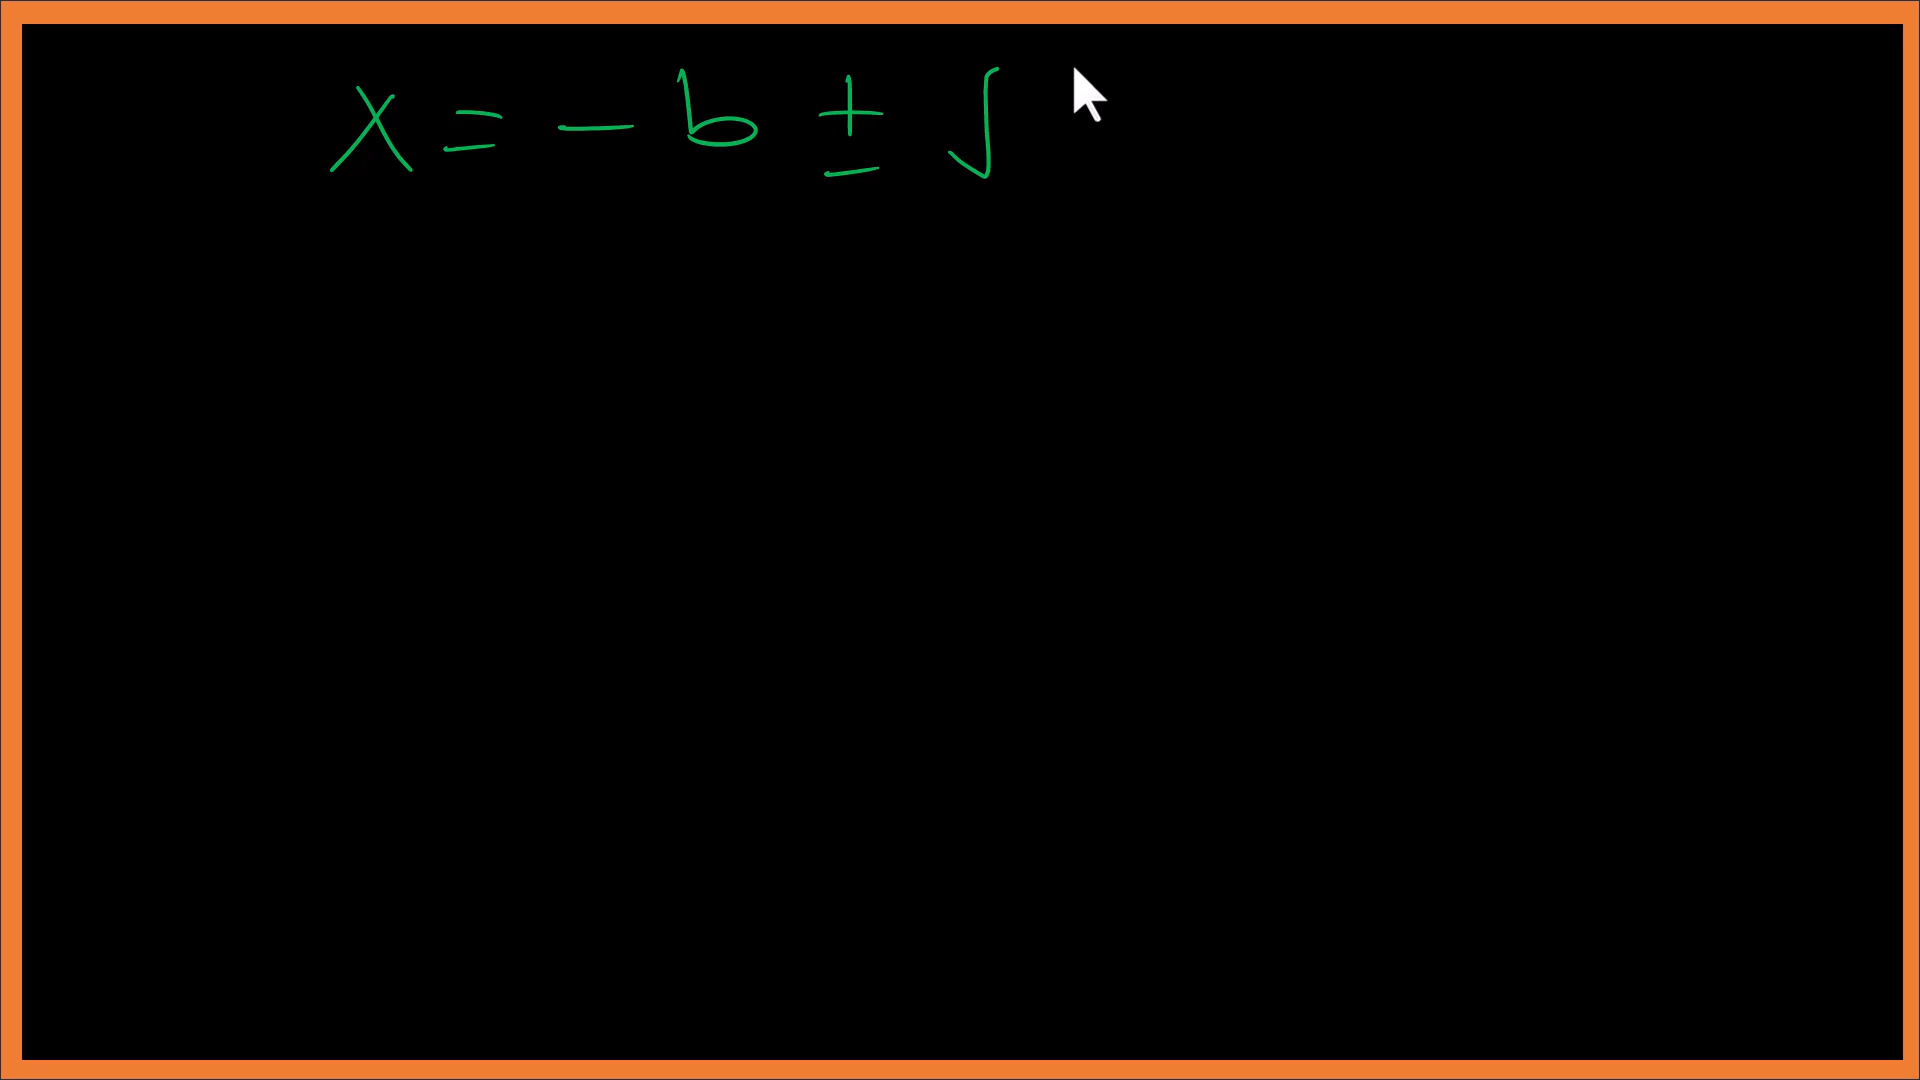 x = - b ± √